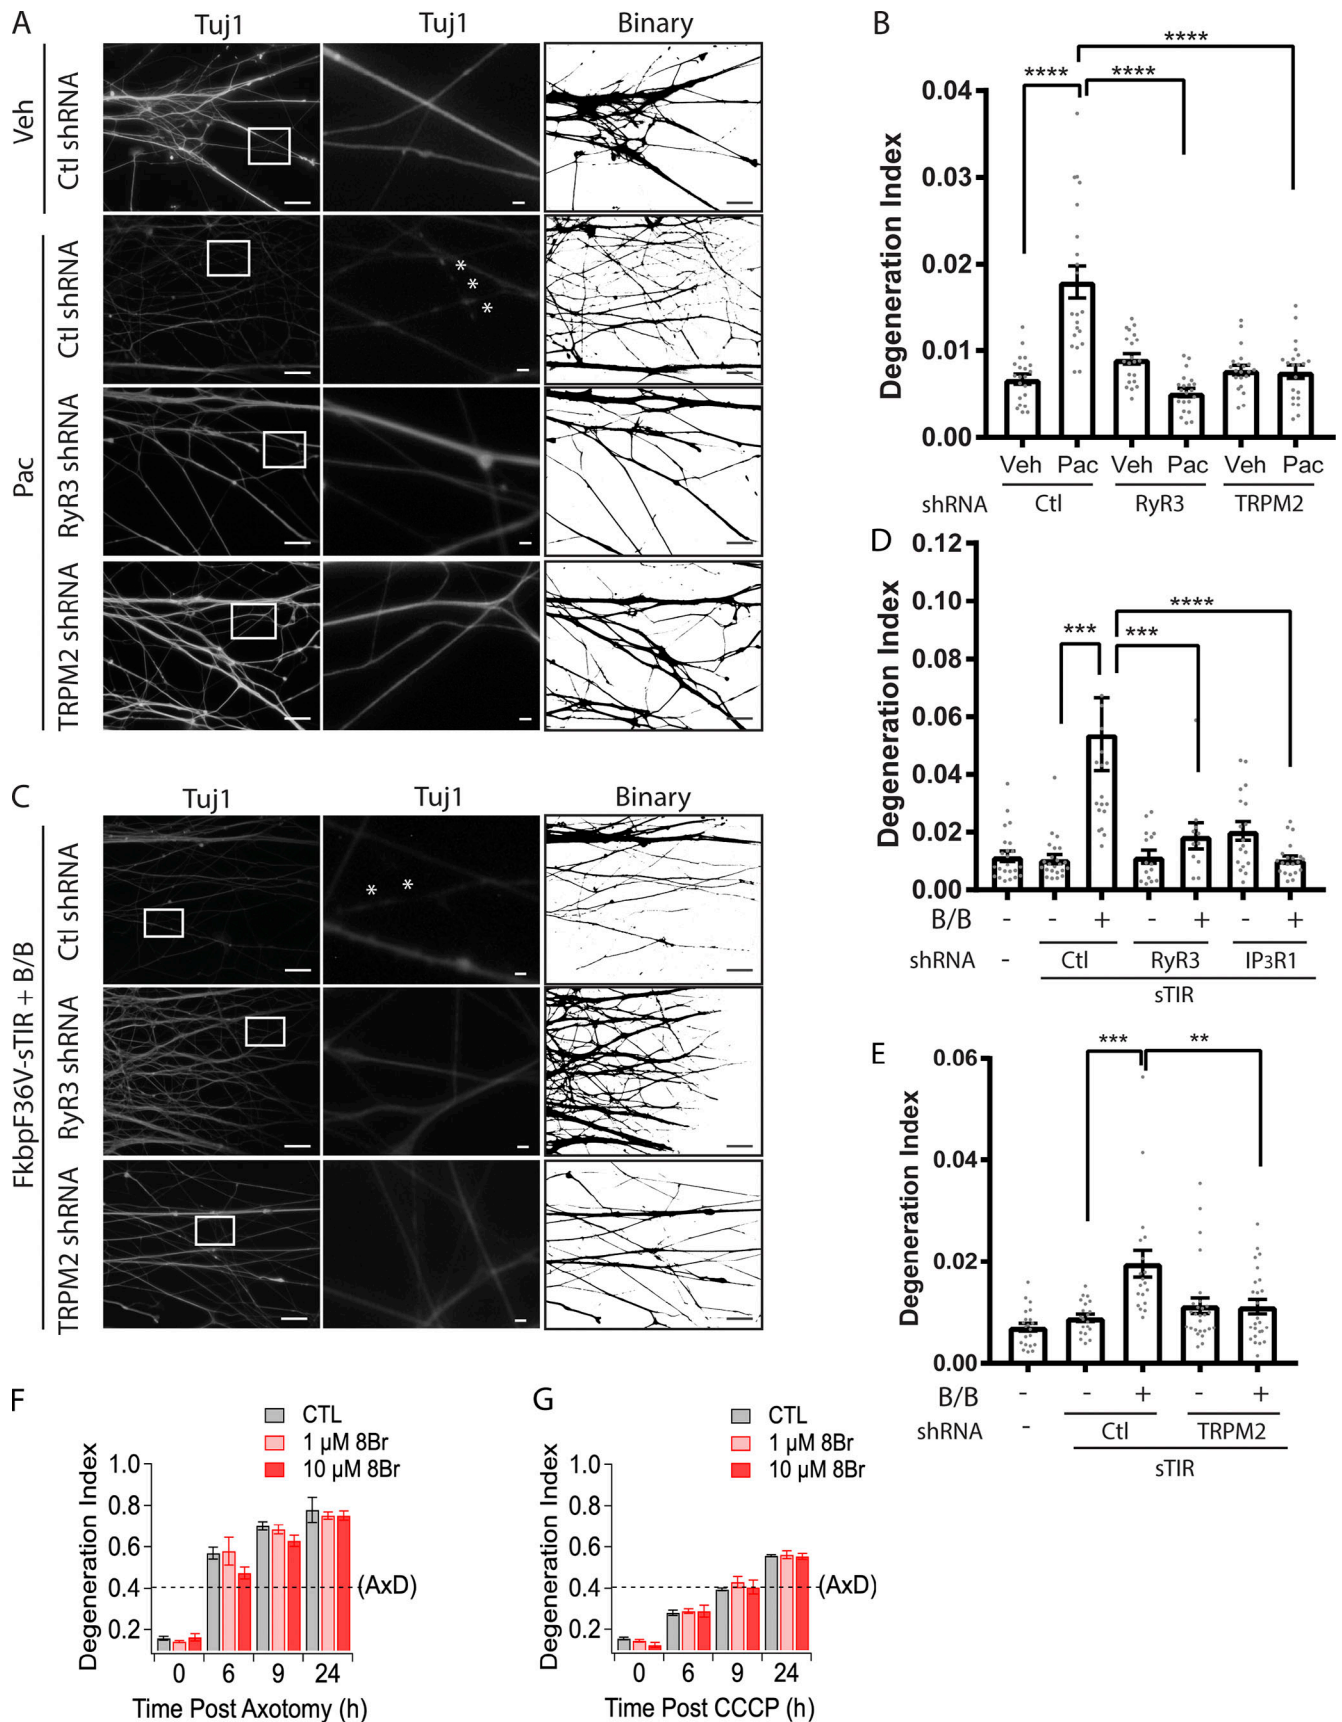 A
Tuj1
Tuj1
Binary
Veh
Ctl shRNA
Pac
Ctl shRNA
* * *
RyR3 shRNA
TRPM2 shRNA
B
**** **** ****
Degeneration Index
0.04
0.03
0.02
0.01
0.00
Veh Pac Veh Pac Veh Pac
shRNA Ctl RyR3 TRPM2
C
Tuj1
Tuj1
Binary
FkbpF36V-sTIR + B/B
Ctl shRNA
* *
RyR3 shRNA
TRPM2 shRNA
D
*** *** ****
Degeneration Index
0.12
0.10
0.08
0.06
0.04
0.02
0.00
B/B - - + - + - +
shRNA - Ctl RyR3 IP3R1
sTIR
E
*** **
Degeneration Index
0.06
0.04
0.02
0.00
B/B - - + - +
shRNA - Ctl TRPM2
sTIR
F
CTL
1 µM 8Br
10 µM 8Br
Degeneration Index
1.0
0.8
0.6
0.4
0.2
(AxD)
0 6 9 24
Time Post Axotomy (h)
G
CTL
1 µM 8Br
10 µM 8Br
Degeneration Index
1.0
0.8
0.6
0.4
0.2
(AxD)
0 6 9 24
Time Post CCCP (h)